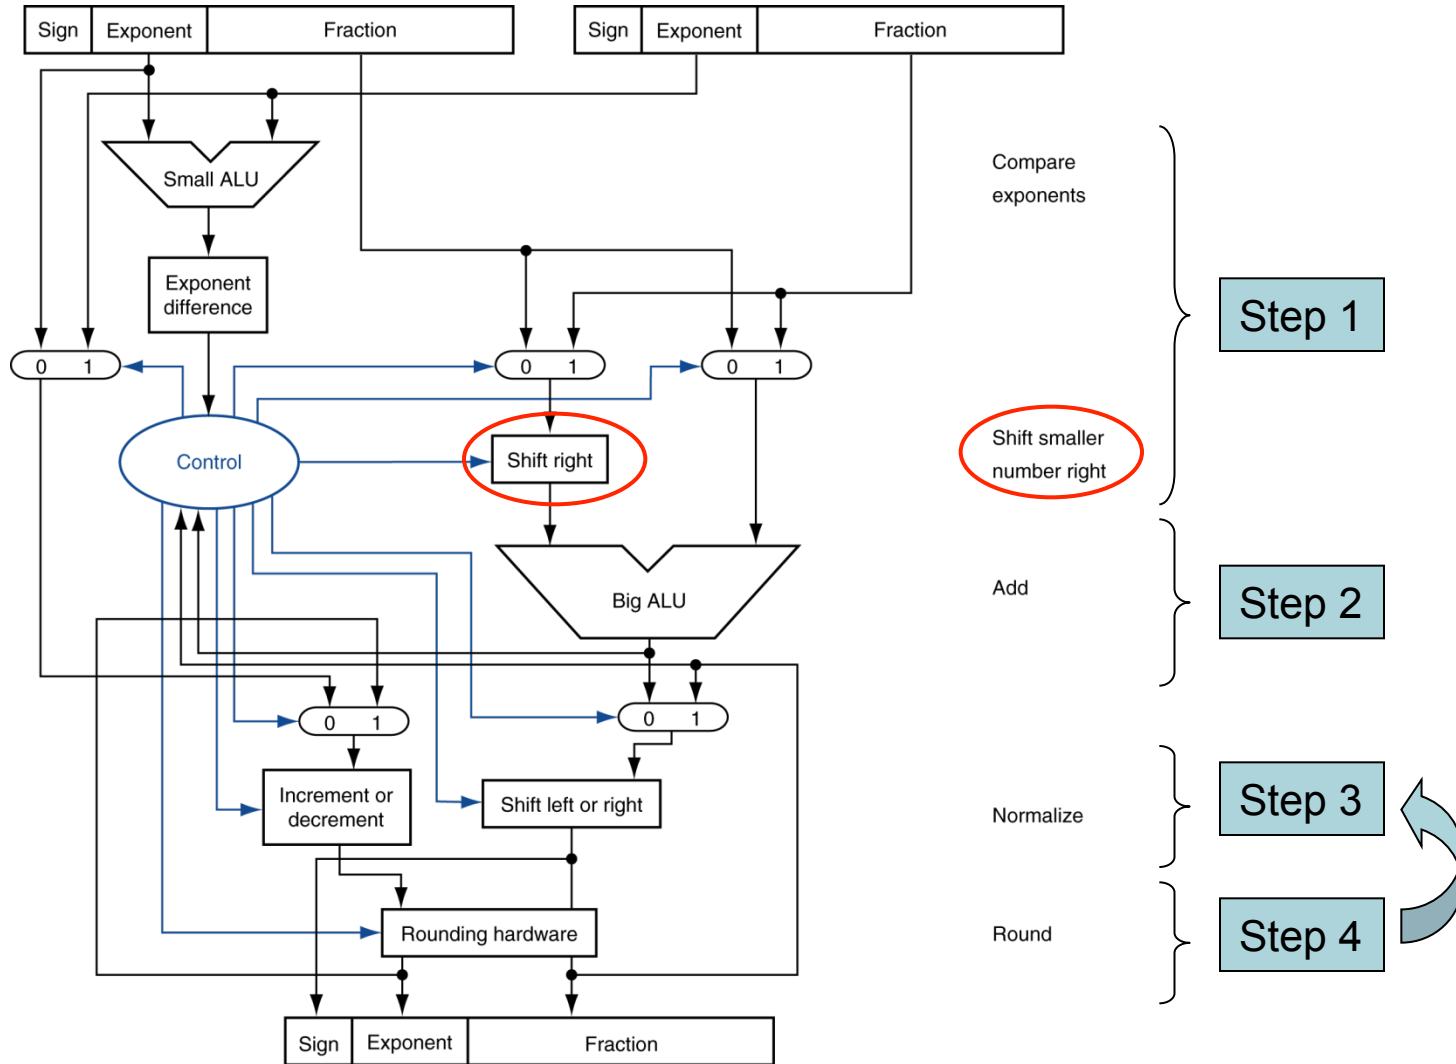 Sign Exponent Fraction
Sign Exponent Fraction
Small ALU
Compare
exponents
Step 1
Exponent
difference
0 1
0 1
0 1
Control
Shift right
Shift smaller
number right
Big ALU
Add
Step 2
0 1
0 1
Increment or
decrement
Shift left or right
Normalize
Step 3
Rounding hardware
Round
Step 4
Sign Exponent Fraction